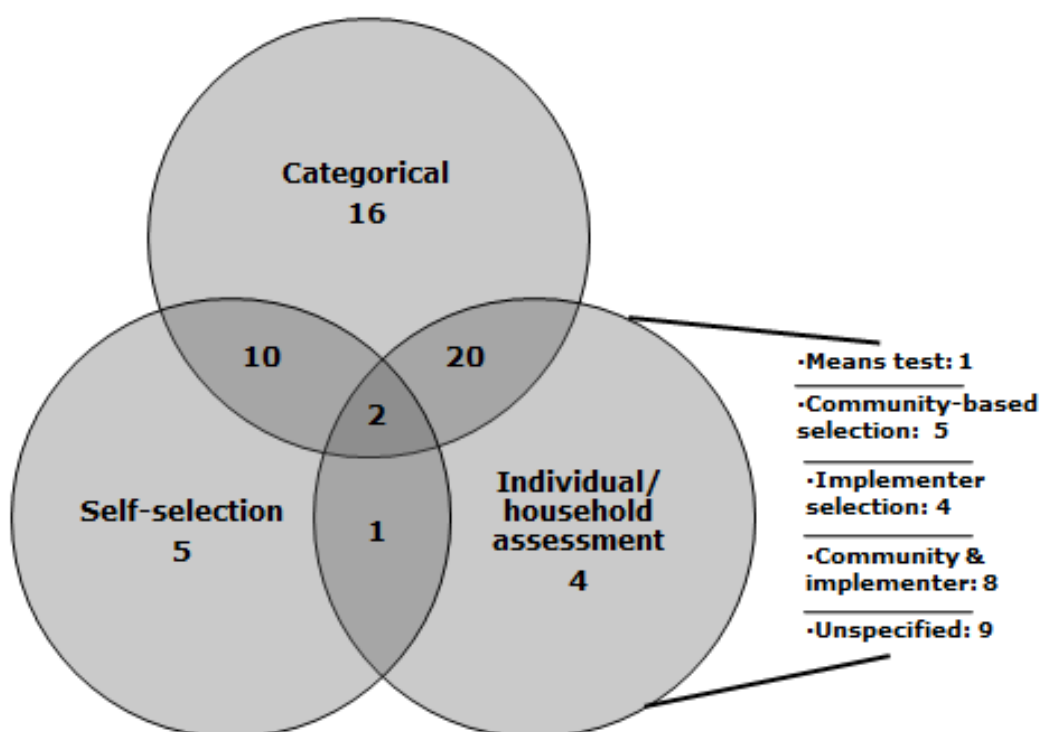 Categorical
16
10
20
2
Self-selection
5
1
Individual/
household
assessment
4
·Means test: 1
·Community-based
selection: 5
·Implementer
selection: 4
·Community &
implementer: 8
·Unspecified: 9